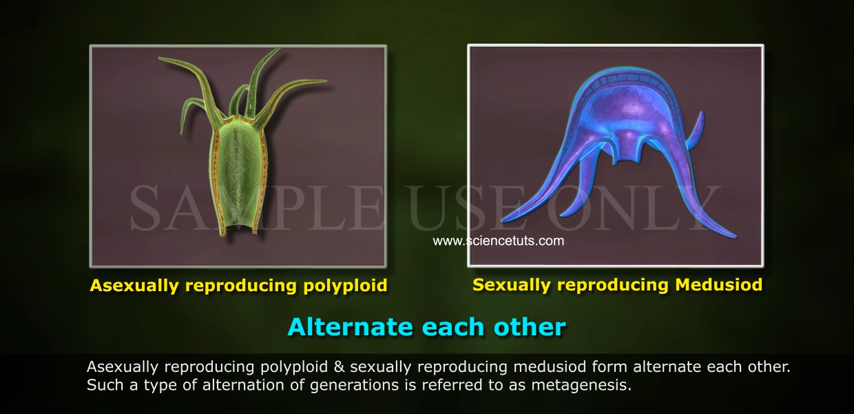 SAMPLE USE ONLY
www.sciencetuts.com
Asexually reproducing polyploid
Sexually reproducing Medusiod
Alternate each other
Asexually reproducing polyploid & sexually reproducing medusiod form alternate each other.
Such a type of alternation of generations is referred to as metagenesis.